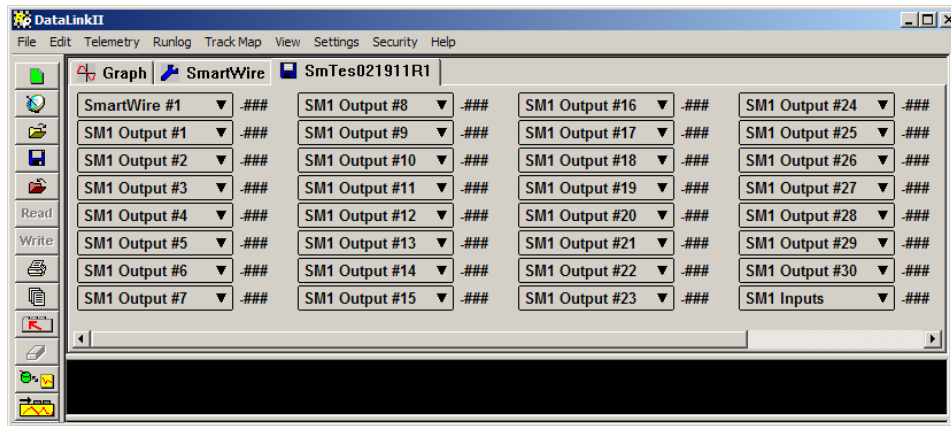 DataLinkII
File Edit Telemetry Runlog Track Map View Settings Security Help
Graph SmartWire SmTes021911R1
SmartWire #1 -### SM1 Output #8 -### SM1 Output #16 -### SM1 Output #24 -###
SM1 Output #1 -### SM1 Output #9 -### SM1 Output #17 -### SM1 Output #25 -###
SM1 Output #2 -### SM1 Output #10 -### SM1 Output #18 -### SM1 Output #26 -###
SM1 Output #3 -### SM1 Output #11 -### SM1 Output #19 -### SM1 Output #27 -###
Read SM1 Output #4 -### SM1 Output #12 -### SM1 Output #20 -### SM1 Output #28 -###
Write SM1 Output #5 -### SM1 Output #13 -### SM1 Output #21 -### SM1 Output #29 -###
SM1 Output #6 -### SM1 Output #14 -### SM1 Output #22 -### SM1 Output #30 -###
SM1 Output #7 -### SM1 Output #15 -### SM1 Output #23 -### SM1 Inputs -###